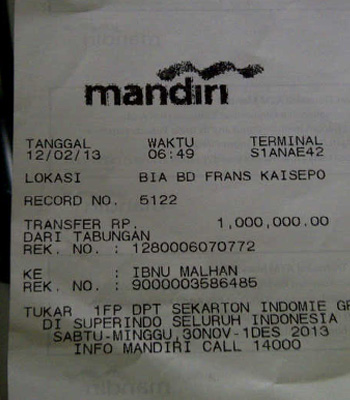 mandiri
TANGGAL WAKTU TERMINAL
12/02/13 06:49 S1ANAE42
LOKASI BIA BD FRANS KAISEPO
RECORD NO. 5122
TRANSFER RP. 1,000,000.00
DARI TABUNGAN
REK. NO. : 1280006070772
KE : IBNU MALHAN
REK. NO. : 9000003586485
TUKAR 1FP DPT SEKARTON INDOMIE GR
DI SUPERINDO SELURUH INDONESIA
SABTU-MINGGU,30NOV-1DES 2013
INFO MANDIRI CALL 14000